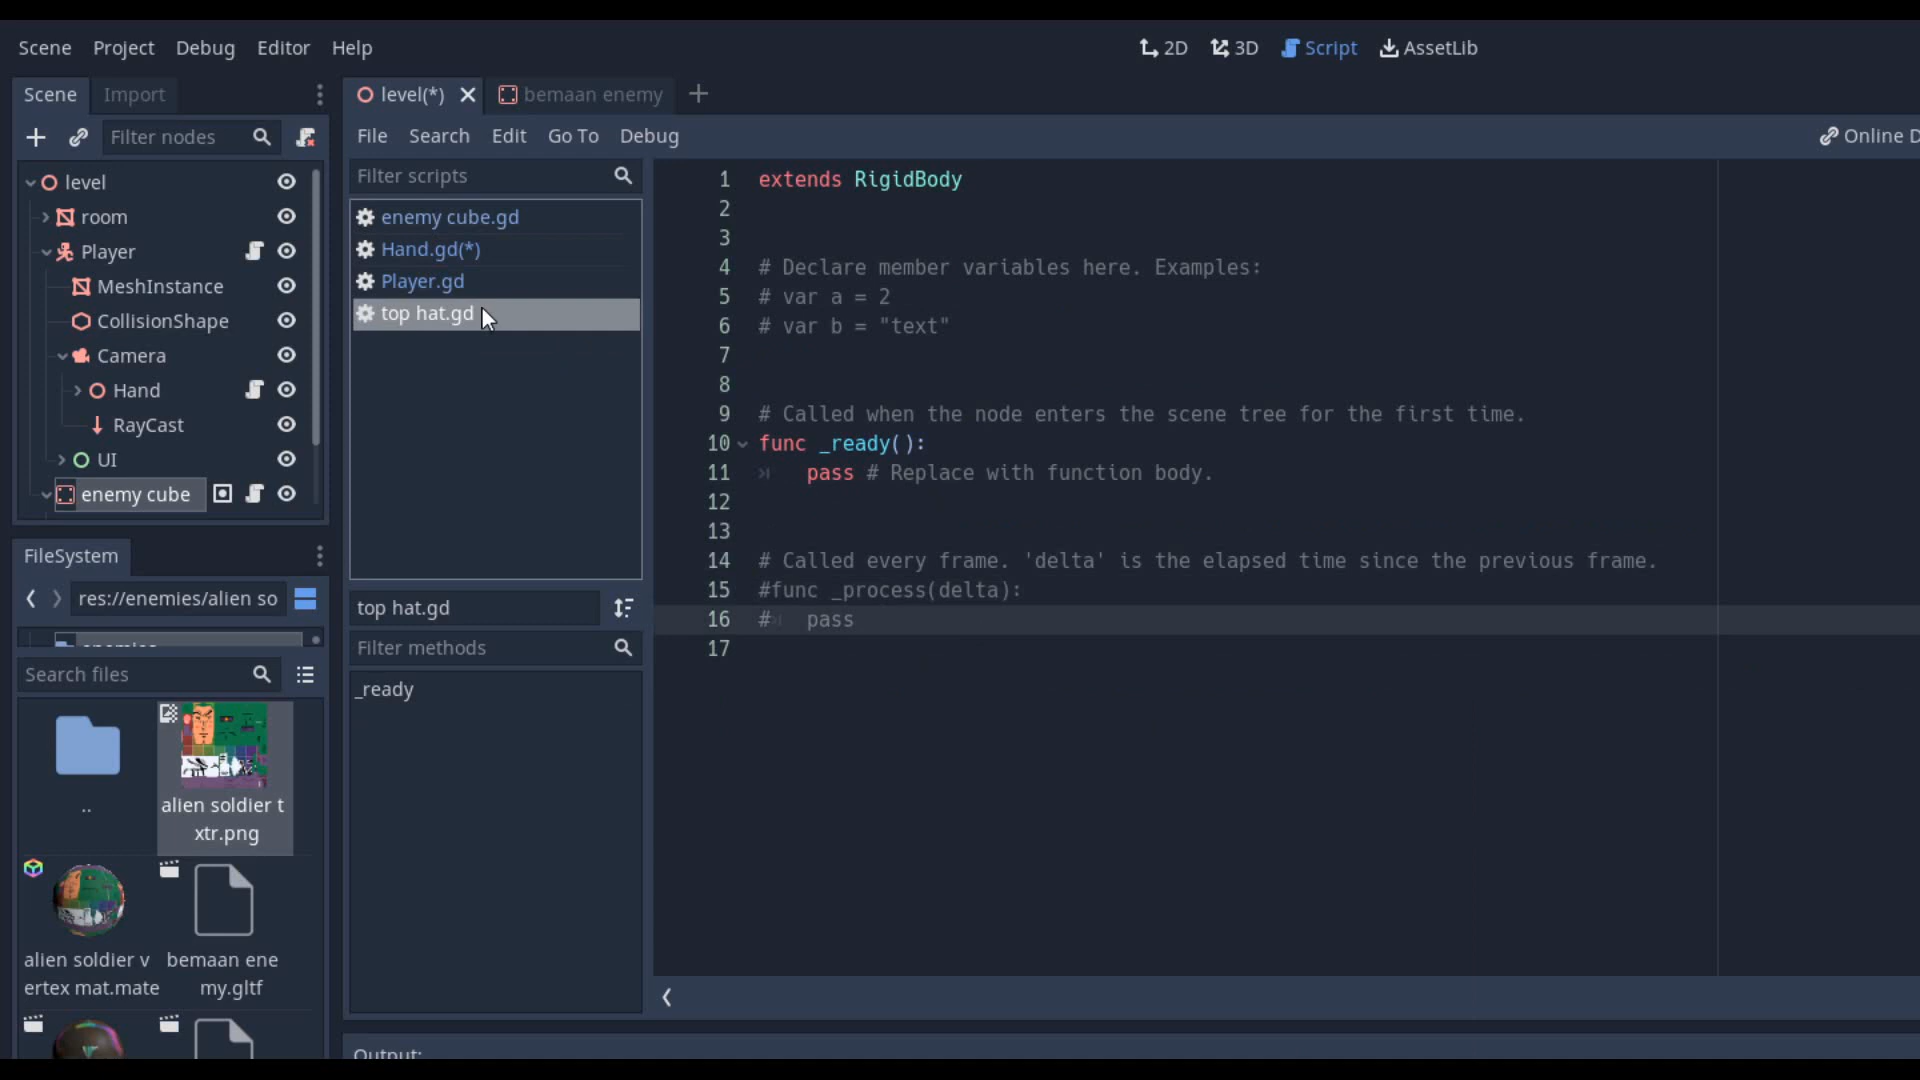 Scene Project Debug Editor Help
2D 3D Script AssetLib
Scene Import
level(*) bemaan enemy
Filter nodes
File Search Edit Go To Debug
Online D
level
room
Player
MeshInstance
CollisionShape
Camera
Hand
RayCast
UI
enemy cube
FileSystem
res://enemies/alien so
Search files
..
alien soldier t
xtr.png
alien soldier v
ertex mat.mate
bemaan ene
my.gltf
Filter scripts
enemy cube.gd
Hand.gd(*)
Player.gd
top hat.gd
top hat.gd
Filter methods
_ready
1 extends RigidBody
2
3
4 # Declare member variables here. Examples:
5 # var a = 2
6 # var b = "text"
7
8
9 # Called when the node enters the scene tree for the first time.
10 func _ready():
11 pass # Replace with function body.
12
13
14 # Called every frame. 'delta' is the elapsed time since the previous frame.
15 #func _process(delta):
16 # pass
17
Output: